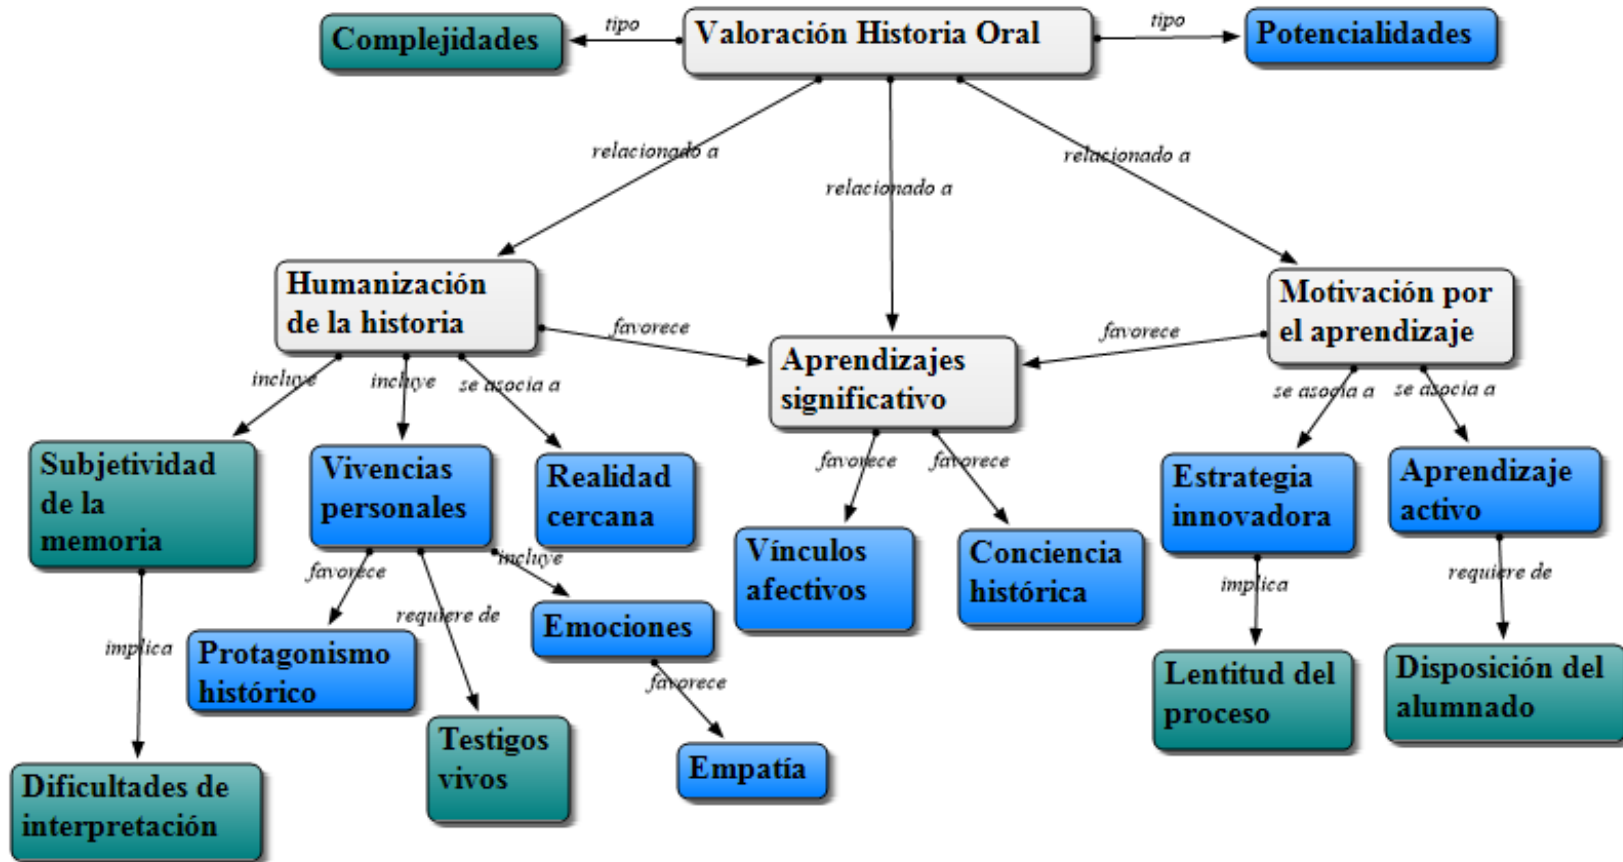 Complejidades
tipo
Valoración Historia Oral
tipo
Potencialidades
relacionado a
relacionado a
relacionado a
Humanización
de la historia
favorece
Aprendizajes
significativo
favorece
Motivación por
el aprendizaje
incluye
incluye
se asocia a
favorece
favorece
se asocia a
se asocia a
Subjetividad
de la
memoria
Vivencias
personales
Realidad
cercana
Vínculos
afectivos
Conciencia
histórica
Estrategia
innovadora
Aprendizaje
activo
favorece
requiere de
incluye
implica
requiere de
implica
Protagonismo
histórico
Emociones
favorece
Lentitud del
proceso
Disposición del
alumnado
Testigos
vivos
Empatía
Dificultades de
interpretación